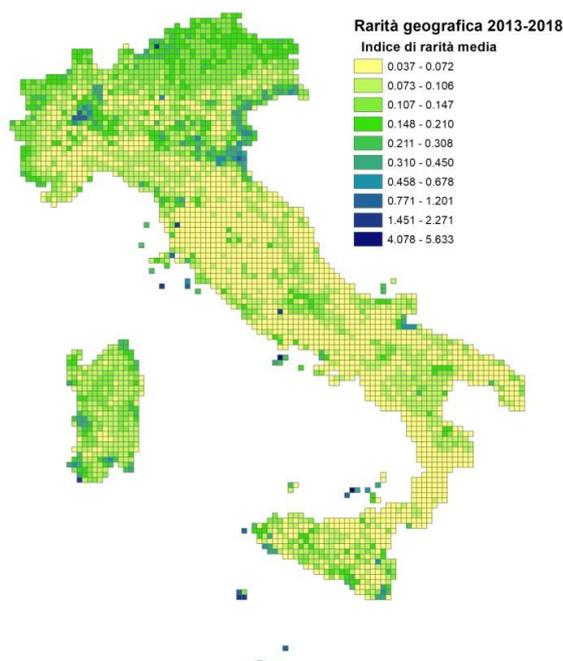 Rarità geografica 2013-2018
Indice di rarità media
0.037 - 0.072
0.073 - 0.106
0.107 - 0.147
0.148 - 0.210
0.211 - 0.308
0.310 - 0.450
0.458 - 0.678
0.771 - 1.201
1.451 - 2.271
4.078 - 5.633